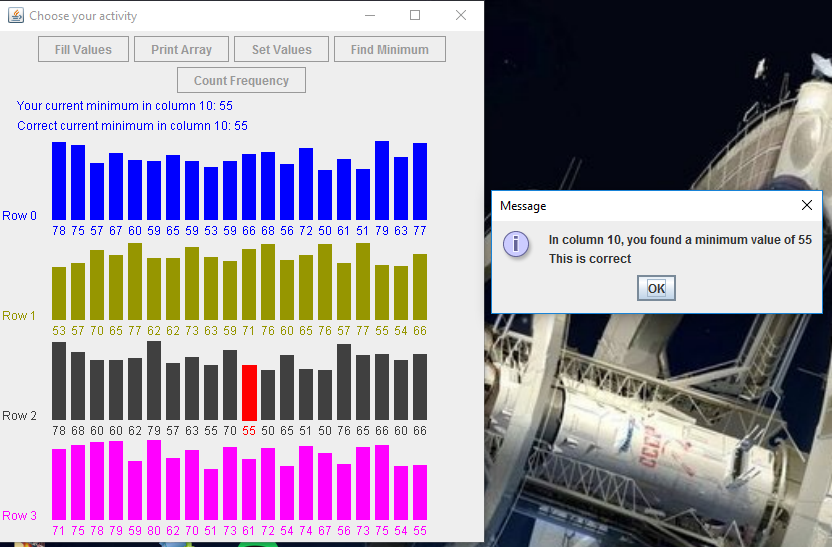 Choose your activity
Fill Values Print Array Set Values Find Minimum
Count Frequency
Your current minimum in column 10: 55
Correct current minimum in column 10: 55
Row 0
78 75 57 67 60 59 65 59 53 59 66 68 56 72 50 61 51 79 63 77
Row 1
53 57 70 65 77 62 62 73 63 59 71 76 60 65 76 57 77 55 54 66
Row 2
78 68 60 60 62 79 57 63 55 70 55 50 65 51 50 76 65 66 60 66
Row 3
71 75 78 79 59 80 62 70 51 73 61 72 54 74 67 56 73 75 54 55
Message
In column 10, you found a minimum value of 55
This is correct
OK
СССР